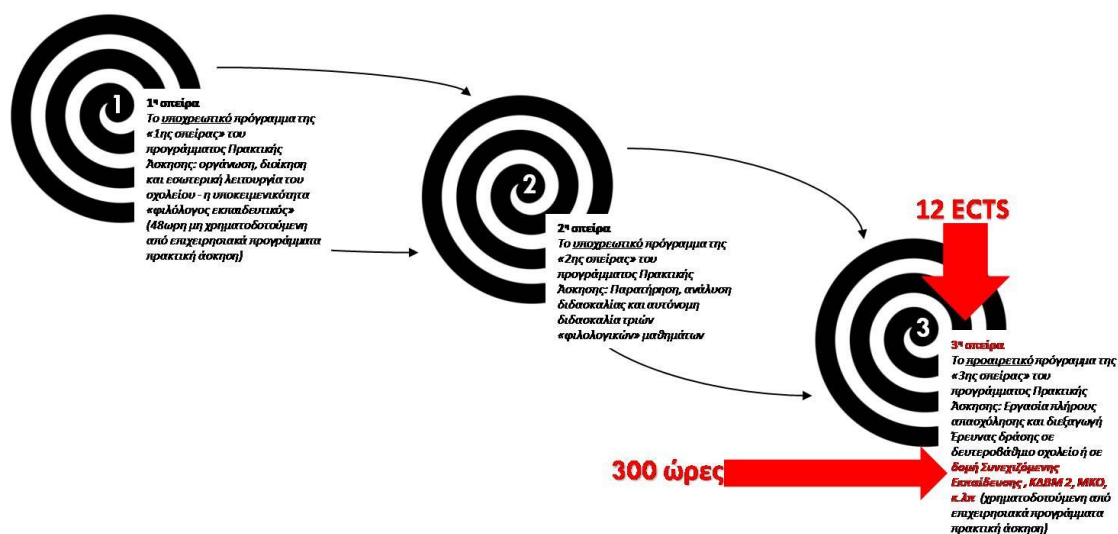 1
1η σπείρα
Το υποχρεωτικό πρόγραμμα της
«1ης σπείρας» του
προγράμματος Πρακτικής
Άσκησης: οργάνωση, διοίκηση
και εσωτερική λειτουργία του
σχολείου - η υποκειμενικότητα
«φιλόλογος εκπαιδευτικός»
(48ωρη μη χρηματοδοτούμενη
από επιχειρησιακά προγράμματα
πρακτική άσκηση)
2
2η σπείρα
Το υποχρεωτικό πρόγραμμα της
«2ης σπείρας» του
προγράμματος Πρακτικής
Άσκησης: Παρατήρηση, ανάλυση
διδασκαλίας και αυτόνομη
διδασκαλία τριών
«φιλολογικών» μαθημάτων
12 ECTS
3
3η σπείρα
Το προαιρετικό πρόγραμμα της
«3ης σπείρας» του
προγράμματος Πρακτικής
Άσκησης: Εργασία πλήρους
απασχόλησης και διεξαγωγή
Έρευνας δράσης σε
δευτεροβάθμιο σχολείο ή σε
δομή Συνεχιζόμενης
Εκπαίδευσης , ΚΔΒΜ 2, ΜΚΟ,
κ.λπ (χρηματοδοτούμενη από
επιχειρησιακά προγράμματα
πρακτική άσκηση)
300 ώρες